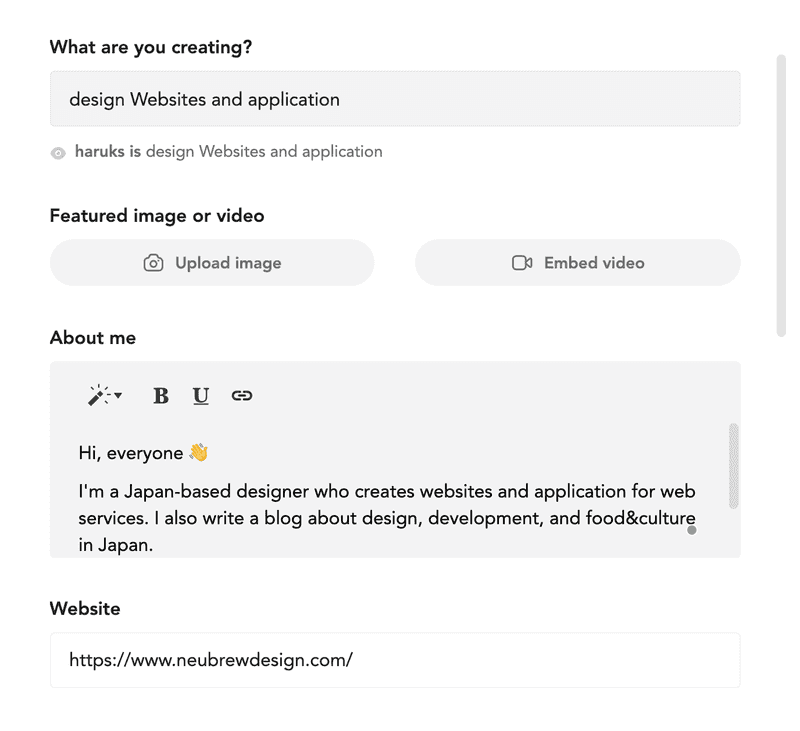 What are you creating?
design Websites and application
haruks is design Websites and application
Featured image or video
Upload image
Embed video
About me
B U
Hi, everyone 👋
I'm a Japan-based designer who creates websites and application for web
services. I also write a blog about design, development, and food&culture
in Japan.
Website
https://www.neubrewdesign.com/